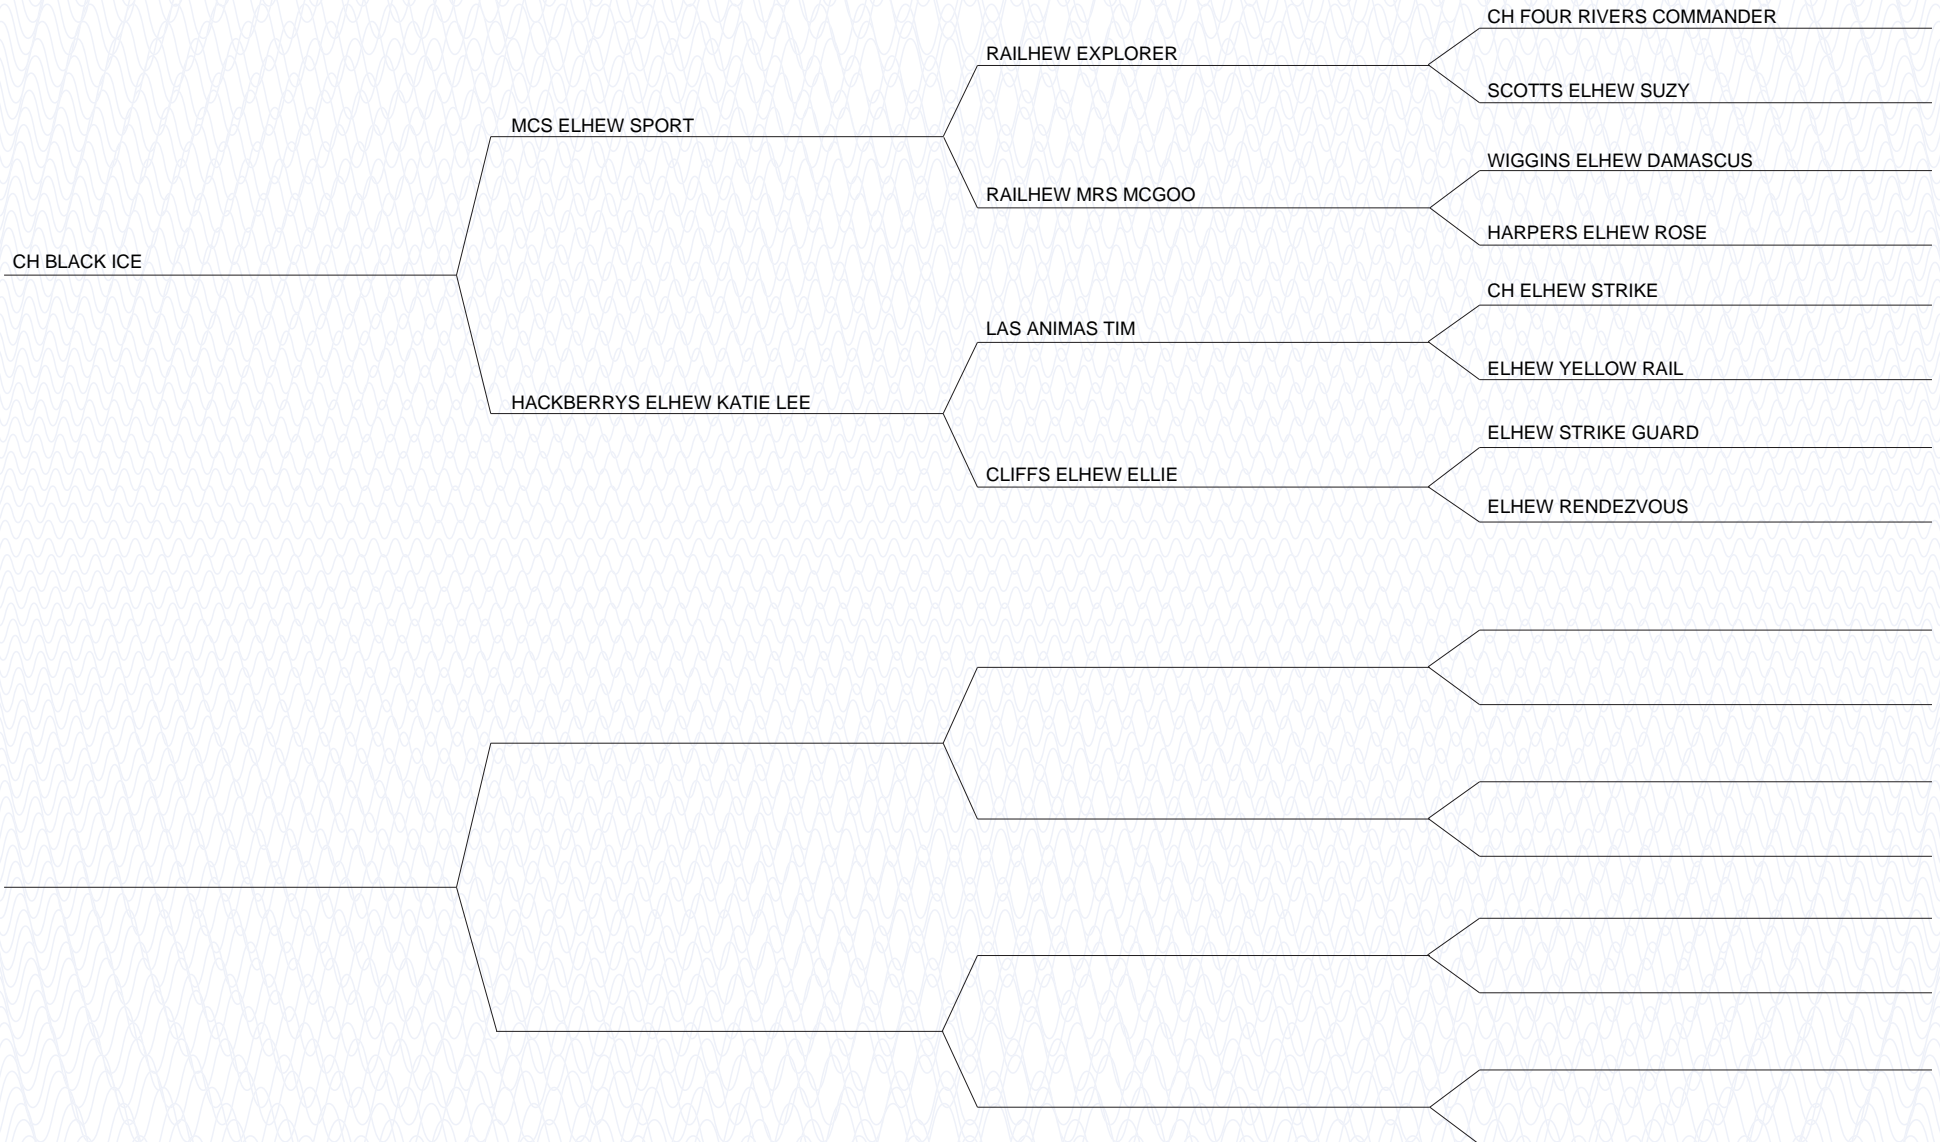 CH FOUR RIVERS COMMANDER
RAILHEW EXPLORER
SCOTTS ELHEW SUZY
MCS ELHEW SPORT
WIGGINS ELHEW DAMASCUS
RAILHEW MRS MCGOO
HARPERS ELHEW ROSE
CH BLACK ICE
CH ELHEW STRIKE
LAS ANIMAS TIM
ELHEW YELLOW RAIL
HACKBERRYS ELHEW KATIE LEE
ELHEW STRIKE GUARD
CLIFFS ELHEW ELLIE
ELHEW RENDEZVOUS